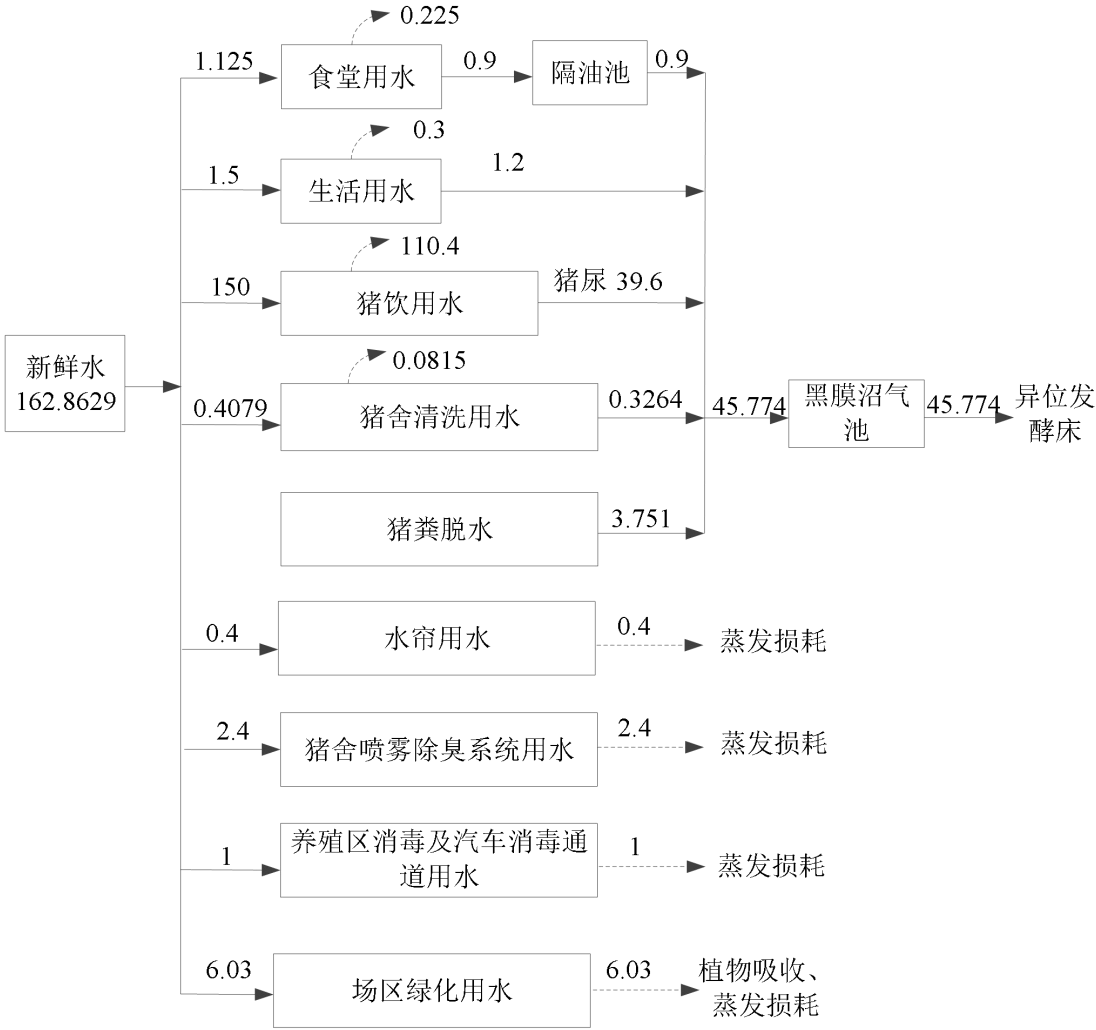 0.225
1.125
食堂用水
0.9
隔油池
0.9
0.3
1.5
生活用水
1.2
110.4
150
猪饮用水
猪尿 39.6
新鲜水
162.8629
0.0815
0.4079
猪舍清洗用水
0.3264
45.774
黑膜沼气
池
45.774
异位发
酵床
猪粪脱水
3.751
0.4
水帘用水
0.4
蒸发损耗
2.4
猪舍喷雾除臭系统用水
2.4
蒸发损耗
1
养殖区消毒及汽车消毒通
道用水
1
蒸发损耗
6.03
场区绿化用水
6.03
植物吸收、
蒸发损耗